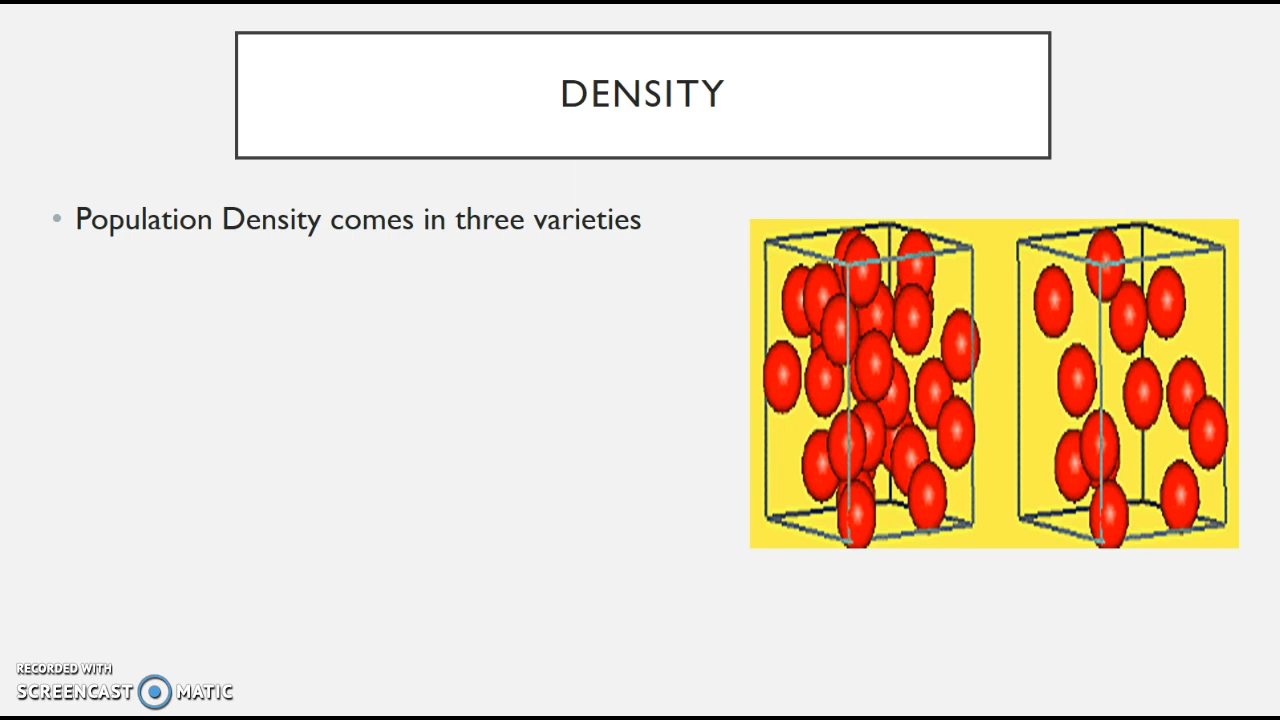 DENSITY
• Population Density comes in three varieties
RECORDED WITH
SCREENCAST MATIC